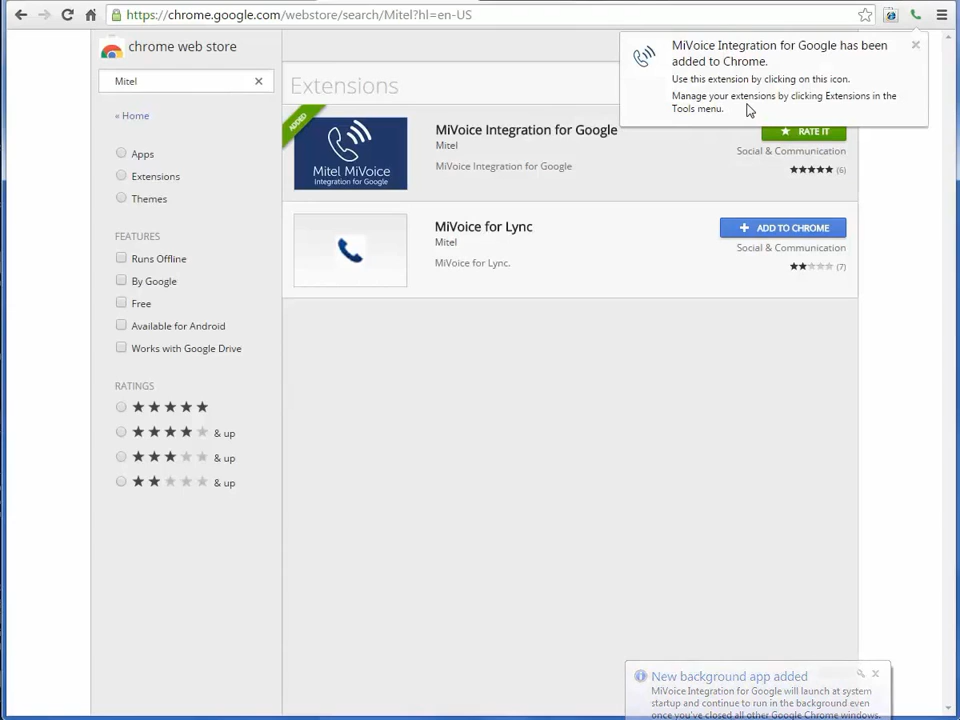 https://chrome.google.com/webstore/search/Mitel?hl=en-US
chrome web store
Mitel
« Home
Apps
Extensions
Themes
FEATURES
Runs Offline
By Google
Free
Available for Android
Works with Google Drive
RATINGS
& up
& up
& up
Extensions
MiVoice Integration for Google has been
added to Chrome.
Use this extension by clicking on this icon.
Manage your extensions by clicking Extensions in the
Tools menu.
ADDED
Mitel MiVoice
Integration for Google
MiVoice Integration for Google
Mitel
MiVoice Integration for Google
RATE IT
Social & Communication
(6)
MiVoice for Lync
Mitel
MiVoice for Lync.
ADD TO CHROME
Social & Communication
(7)
New background app added
MiVoice Integration for Google will launch at system
startup and continue to run in the background even
once you've closed all other Google Chrome windows.